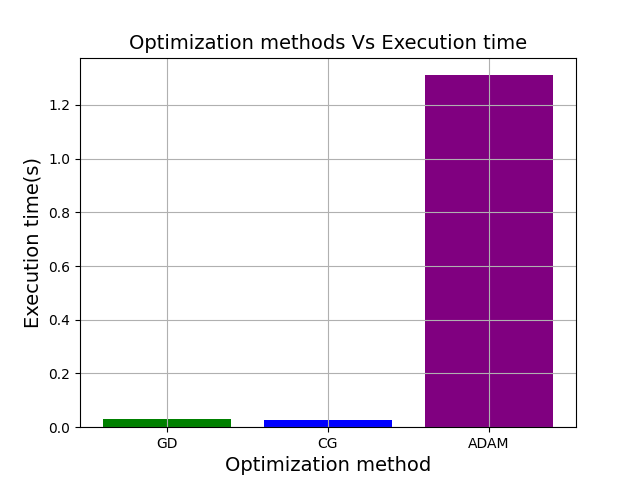 Optimization methods Vs Execution time
Execution time(s)
1.2
1.0
0.8
0.6
0.4
0.2
0.0
GD CG ADAM
Optimization method